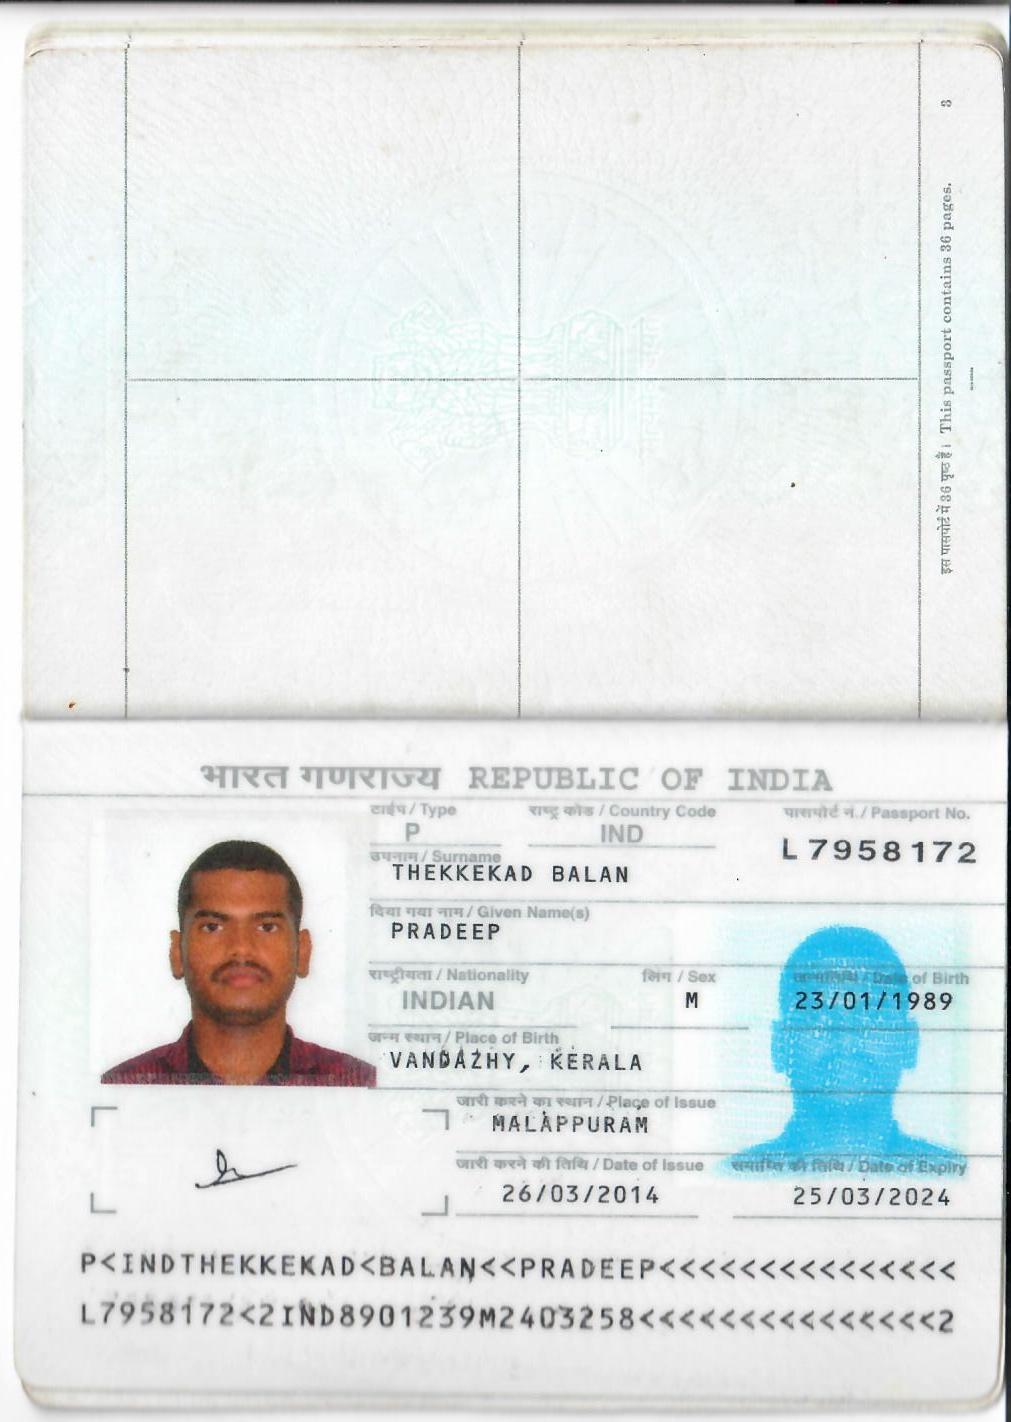 3
इस पासपोर्ट में 36 पृष्ठ है। This passport contains 36 pages.
भारत गणराज्य REPUBLIC OF INDIA
टाईप / Type राष्ट्र कोड / Country Code पासपोर्ट नं. / Passport No.
P IND L7958172
उपनाम / Surname
THEKKEKAD BALAN
दिया गया नाम / Given Name(s)
PRADEEP
राष्ट्रीयता / Nationality लिंग / Sex जन्मतिथि / Date of Birth
INDIAN M 23/01/1989
जन्म स्थान / Place of Birth
VANDAZHY, KERALA
जारी करने का स्थान / Place of Issue
MALAPPURAM
जारी करने की तिथि / Date of Issue समाप्ति की तिथि / Date of Expiry
26/03/2014 25/03/2024
P<INDTHEKKEKAD<BALAN<<PRADEEP<<<<<<<<<<<<<<<
L7958172<2IND8901239M2403258<<<<<<<<<<<<<<<2